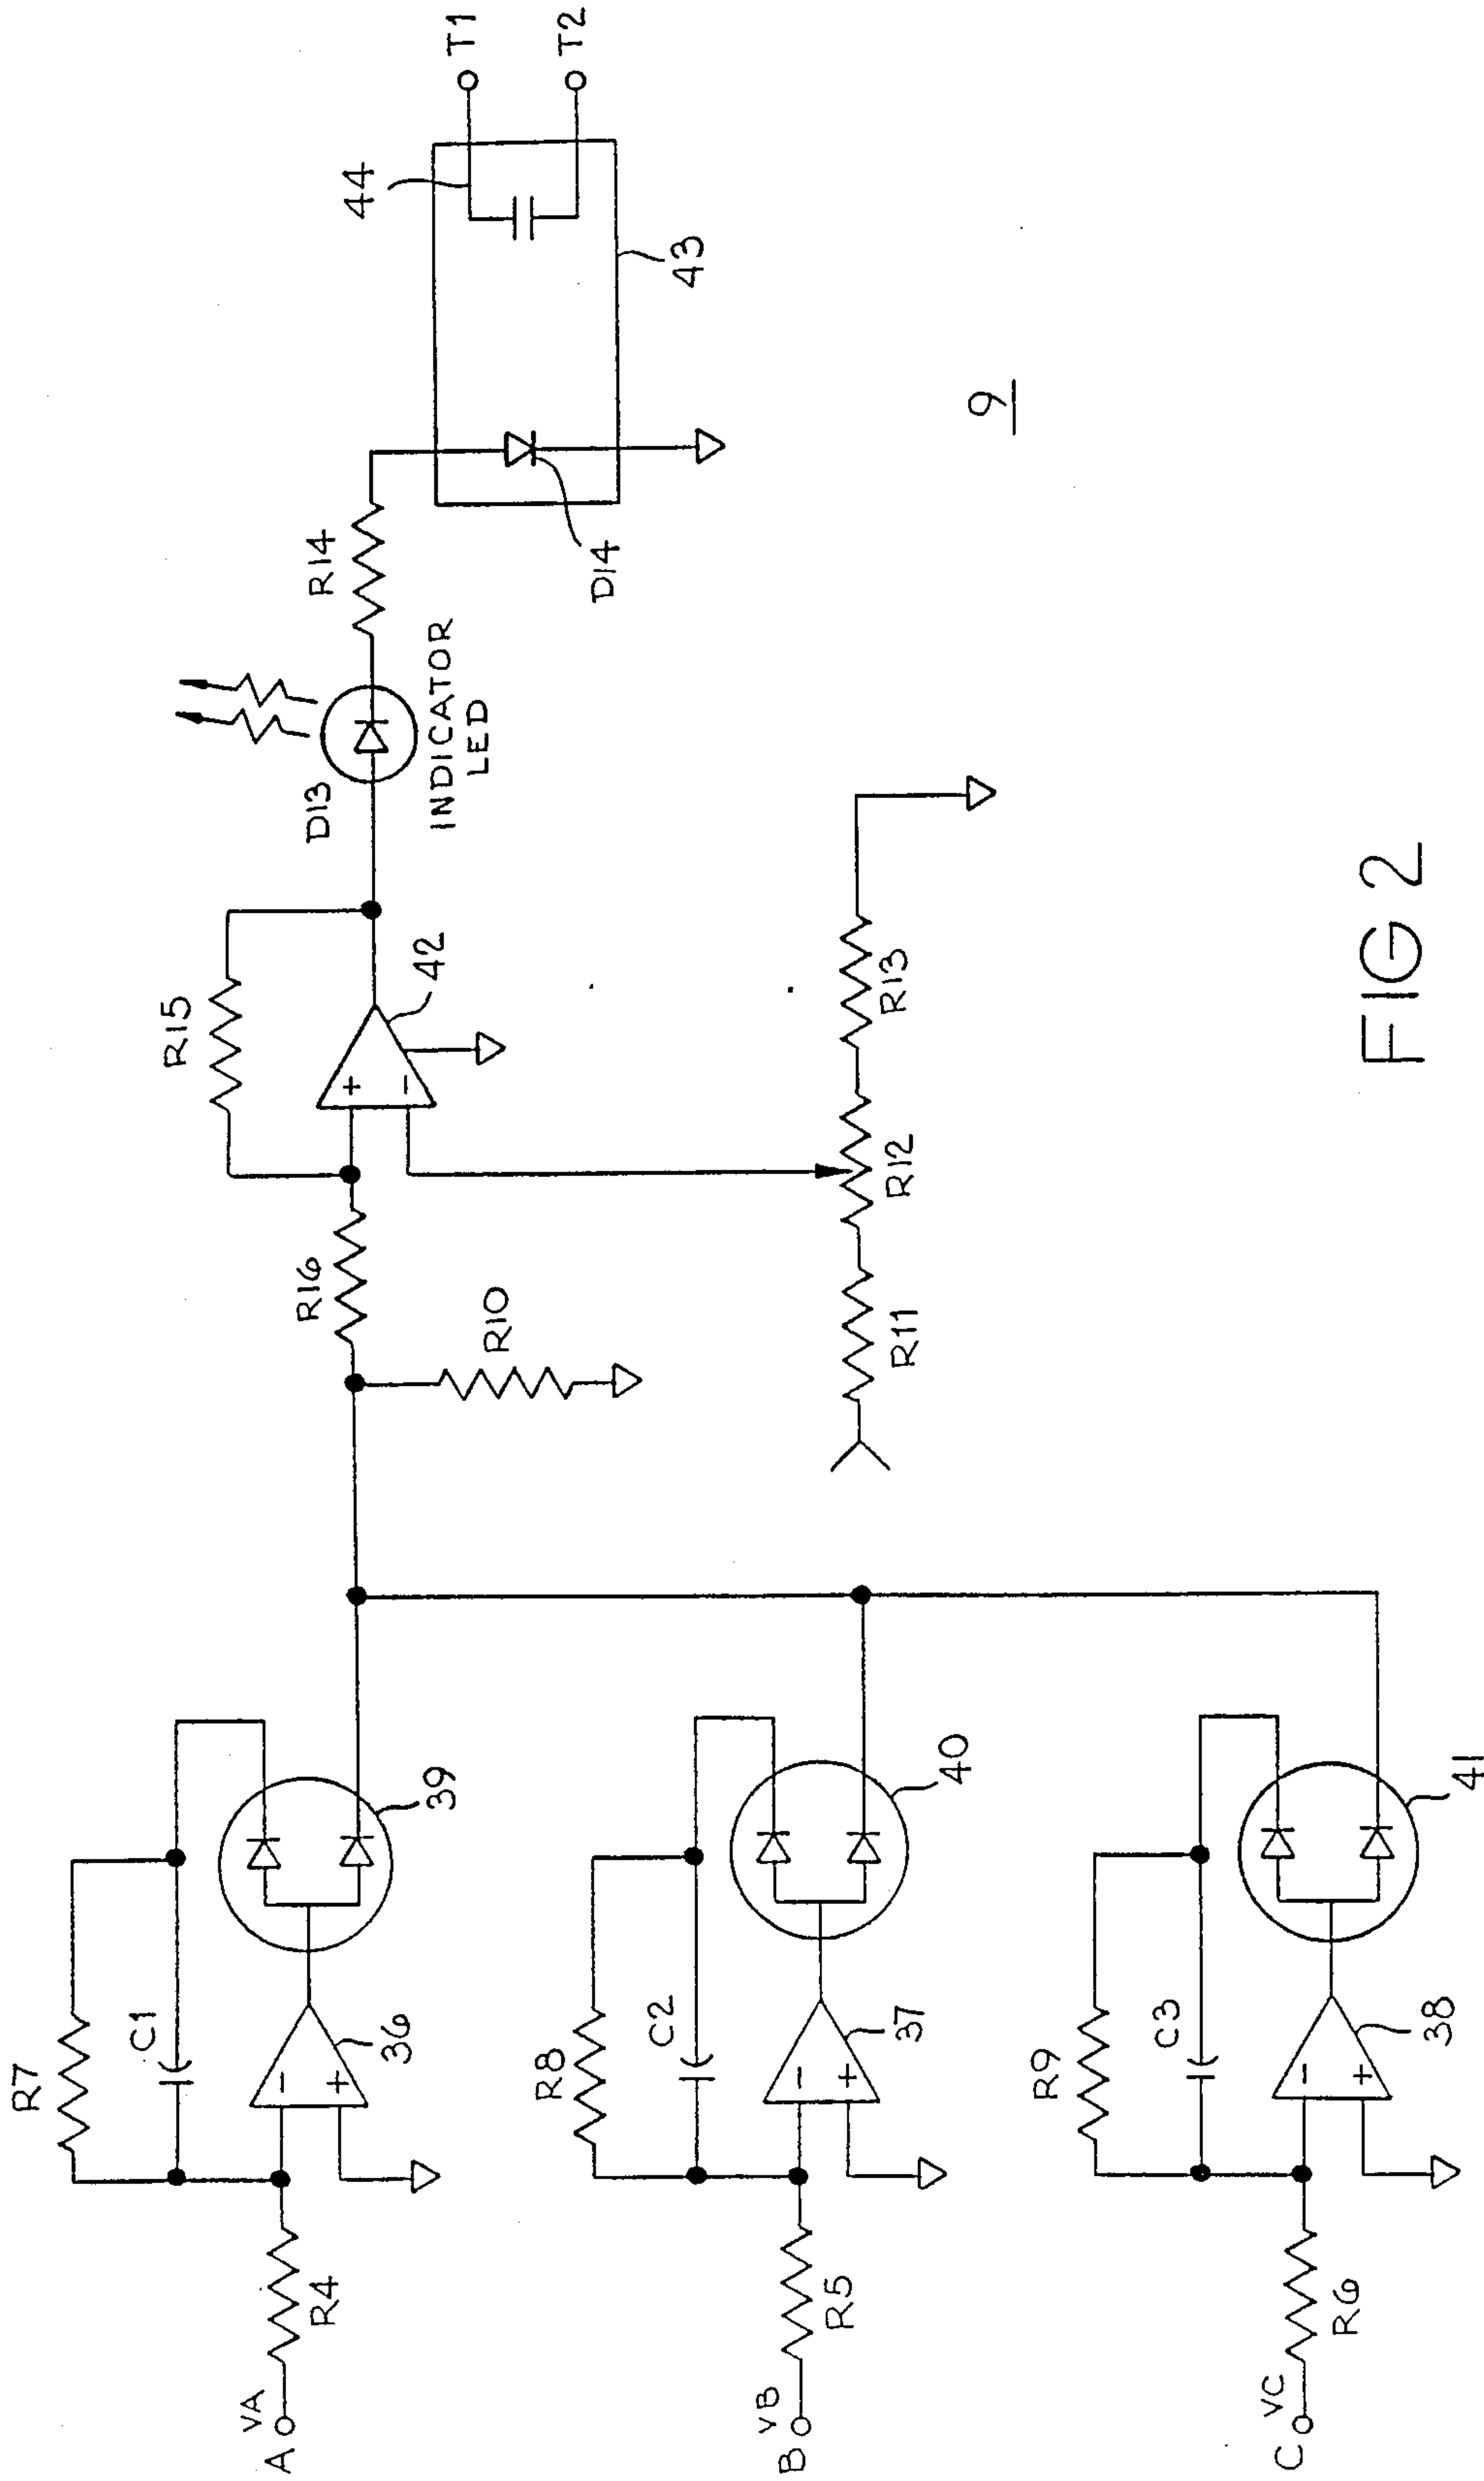 R7
C1
VA
A
R4
-
+
36
39
R8
C2
VB
B
R5
-
+
37
40
R9
C3
VC
C
R6
-
+
38
41
R16
R10
R15
+
-
42
R11
R12
R13
D13
INDICATOR
LED
R14
D14
44
43
T1
T2
9
FIG 2